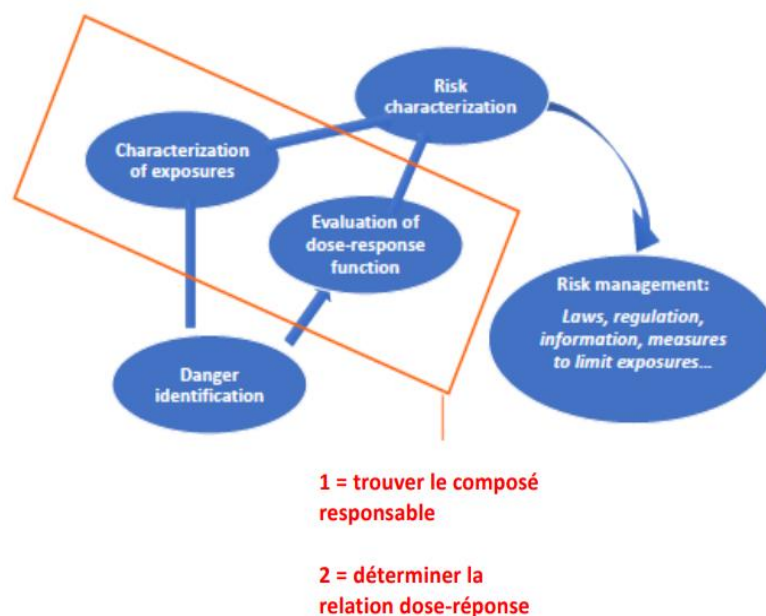 Risk
characterization
Characterization
of exposures
Evaluation of
dose-response
function
Risk management:
Laws, regulation,
information, measures
to limit exposures...
Danger
identification
1 = trouver le composé
responsable
2 = déterminer la
relation dose-réponse